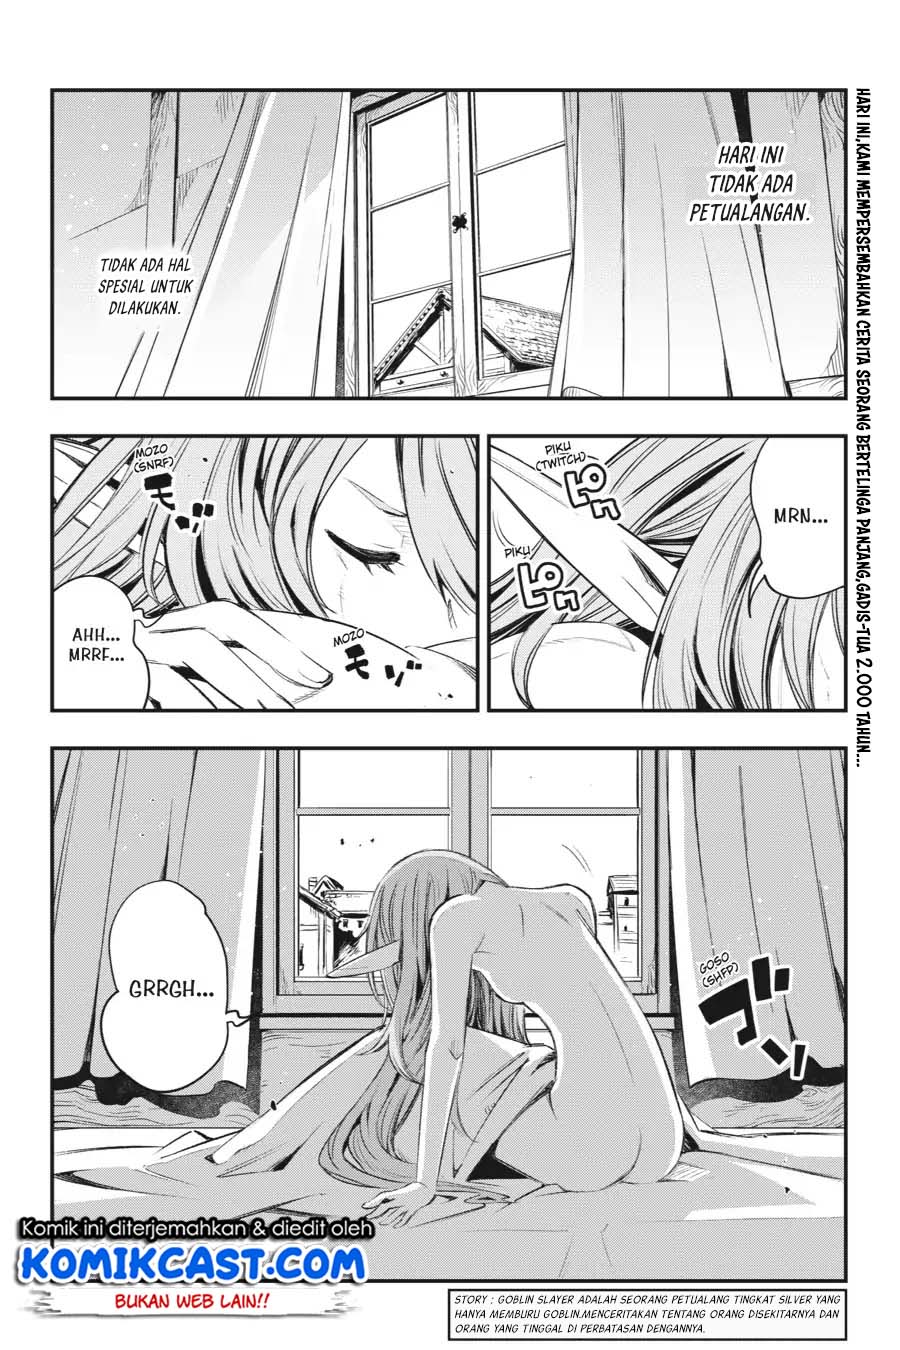 HARI INI,KAMI MEMPERSEMBAHKAN CERITA SEORANG BERTELINGA PANJANG,GADIS-TUA 2.000 TAHUN...
HARI INI
TIDAK ADA
PETUALANGAN.
TIDAK ADA HAL
SPESIAL UNTUK
DILAKUKAN.
MOZO
(SNRF)
モゾ
AHH...
MRRF...
MOZO
モゾ
PIKU
(TWITCH)
ピク
MRN...
PIKU
ピク
GRRGH...
GOSO
(SHFP)
ゴソ
Komik ini diterjemahkan & diedit oleh
KOMIKCAST.COM
BUKAN WEB LAIN!!
STORY : GOBLIN SLAYER ADALAH SEORANG PETUALANG TINGKAT SILVER YANG
HANYA MEMBURU GOBLIN.MENCERITAKAN TENTANG ORANG DISEKITARNYA DAN
ORANG YANG TINGGAL DI PERBATASAN DENGANNYA.